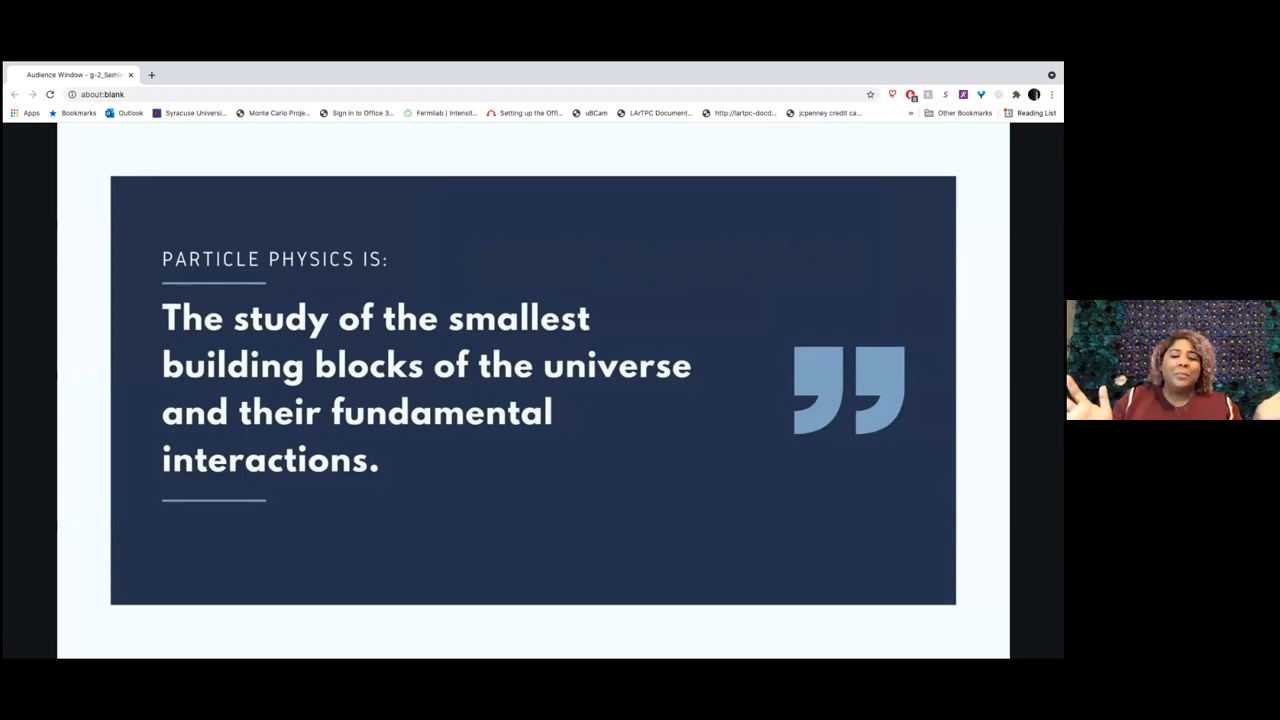 Audience Window - g-2_Semin
about:blank
Apps Bookmarks Outlook Syracuse Universi... Monte Carlo Proje... Sign in to Office 3... Fermilab | Intensit... Setting up the Offl... uBCam LArTPC Document... http://lartpc-docd... jcpenney credit ca... » Other Bookmarks Reading List
PARTICLE PHYSICS IS:
The study of the smallest
building blocks of the universe
and their fundamental
interactions.